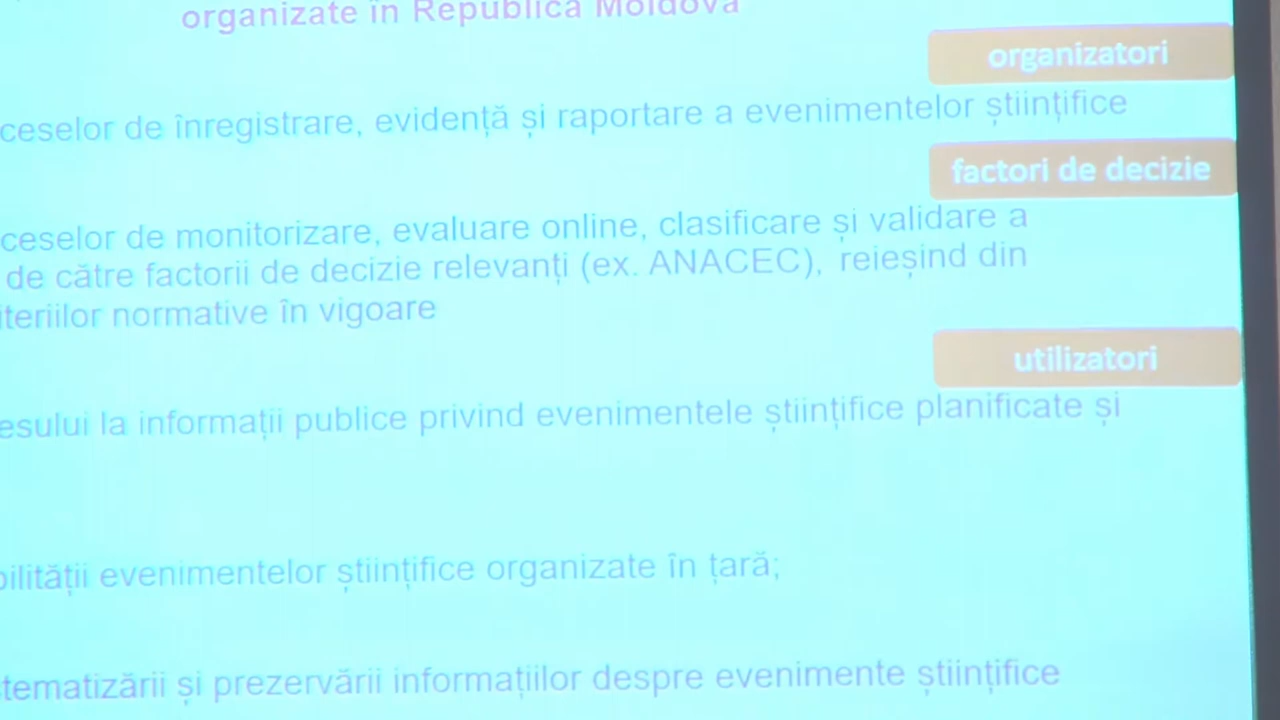 organizate în Republica Moldova
organizatori
ceselor de înregistrare, evidență și raportare a evenimentelor științifice
factori de decizie
ceselor de monitorizare, evaluare online, clasificare și validare a
de către factorii de decizie relevanți (ex. ANACEC), reieșind din
iteriilor normative în vigoare
utilizatori
esului la informații publice privind evenimentele științifice planificate și
bilității evenimentelor științifice organizate în țară;
tematizării și prezervării informațiilor despre evenimente științifice